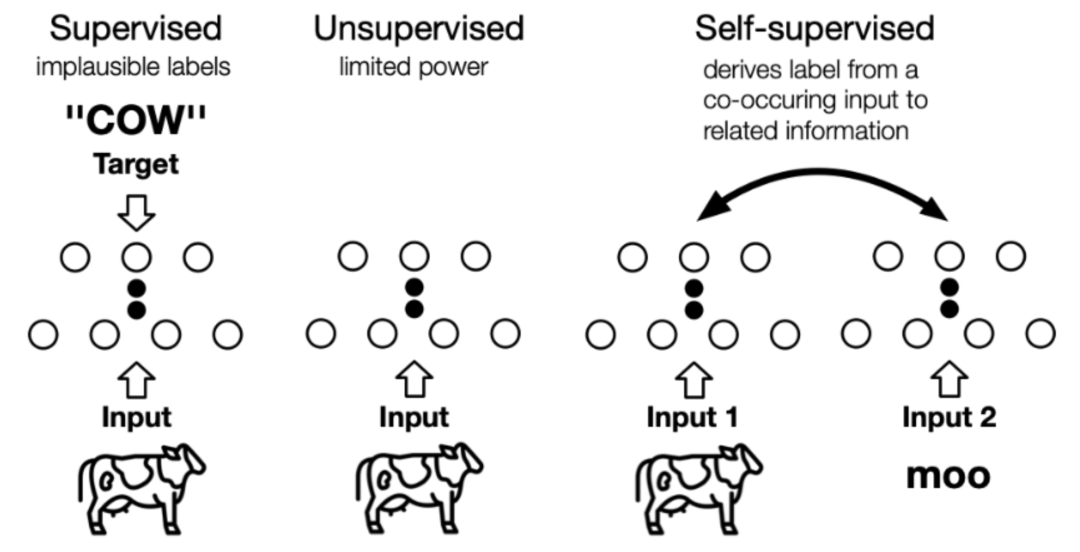 Supervised
implausible labels
"COW"
Target
Input
Unsupervised
limited power
Input
Self-supervised
derives label from a
co-occuring input to
related information
Input 1
Input 2
moo